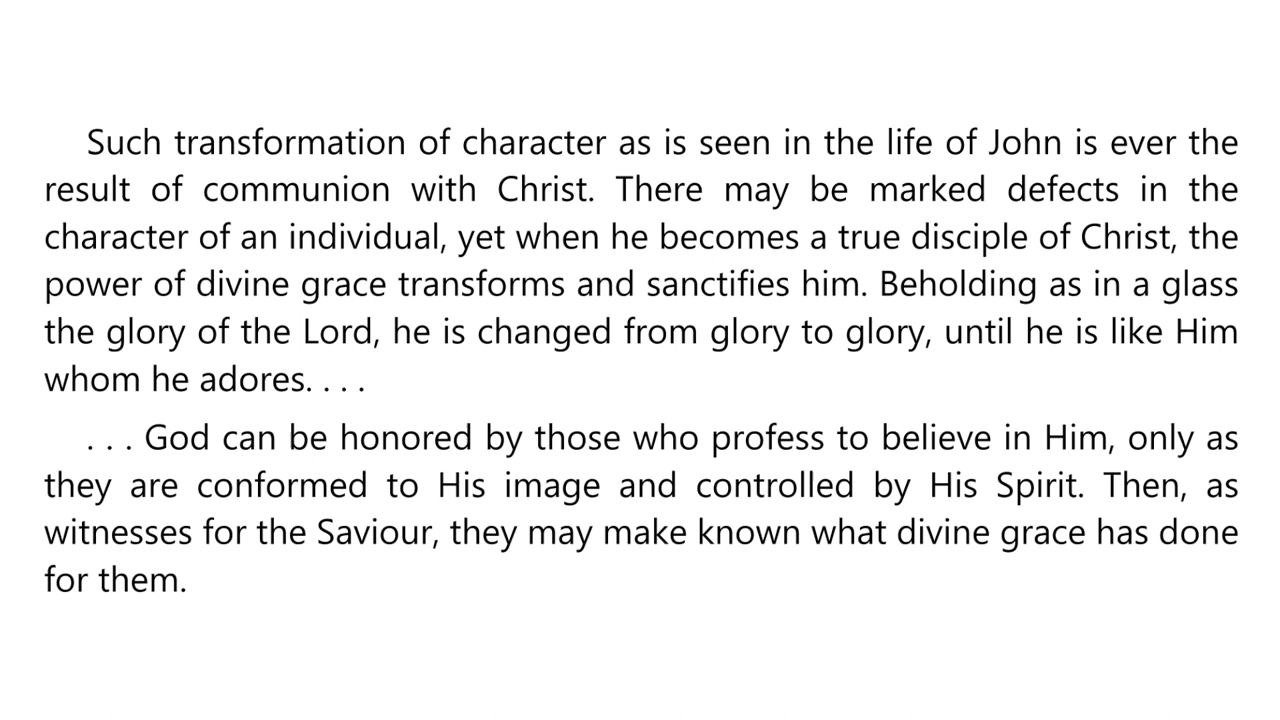 Such transformation of character as is seen in the life of John is ever the
result of communion with Christ. There may be marked defects in the
character of an individual, yet when he becomes a true disciple of Christ, the
power of divine grace transforms and sanctifies him. Beholding as in a glass
the glory of the Lord, he is changed from glory to glory, until he is like Him
whom he adores. . . .
. . . God can be honored by those who profess to believe in Him, only as
they are conformed to His image and controlled by His Spirit. Then, as
witnesses for the Saviour, they may make known what divine grace has done
for them.